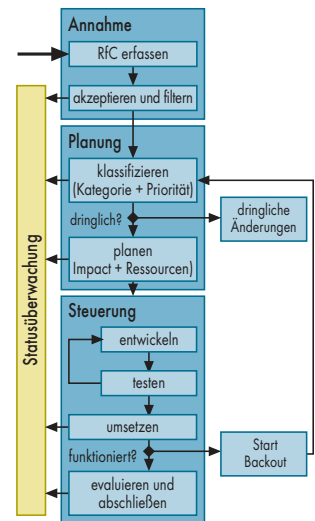 Annahme
RfC erfassen
akzeptieren und filtern
Planung
klassifizieren
(Kategorie + Priorität)
dringlich?
dringliche
Änderungen
planen
Impact + Ressourcen)
Statusüberwachung
Steuerung
entwickeln
testen
umsetzen
funktioniert?
Start
Backout
evaluieren und
abschließen